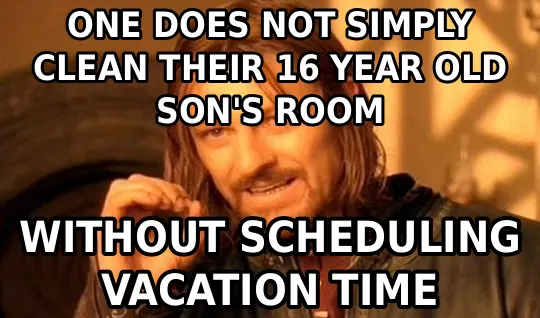 ONE DOES NOT SIMPLY
CLEAN THEIR 16 YEAR OLD
SON'S ROOM
WITHOUT SCHEDULING
VACATION TIME